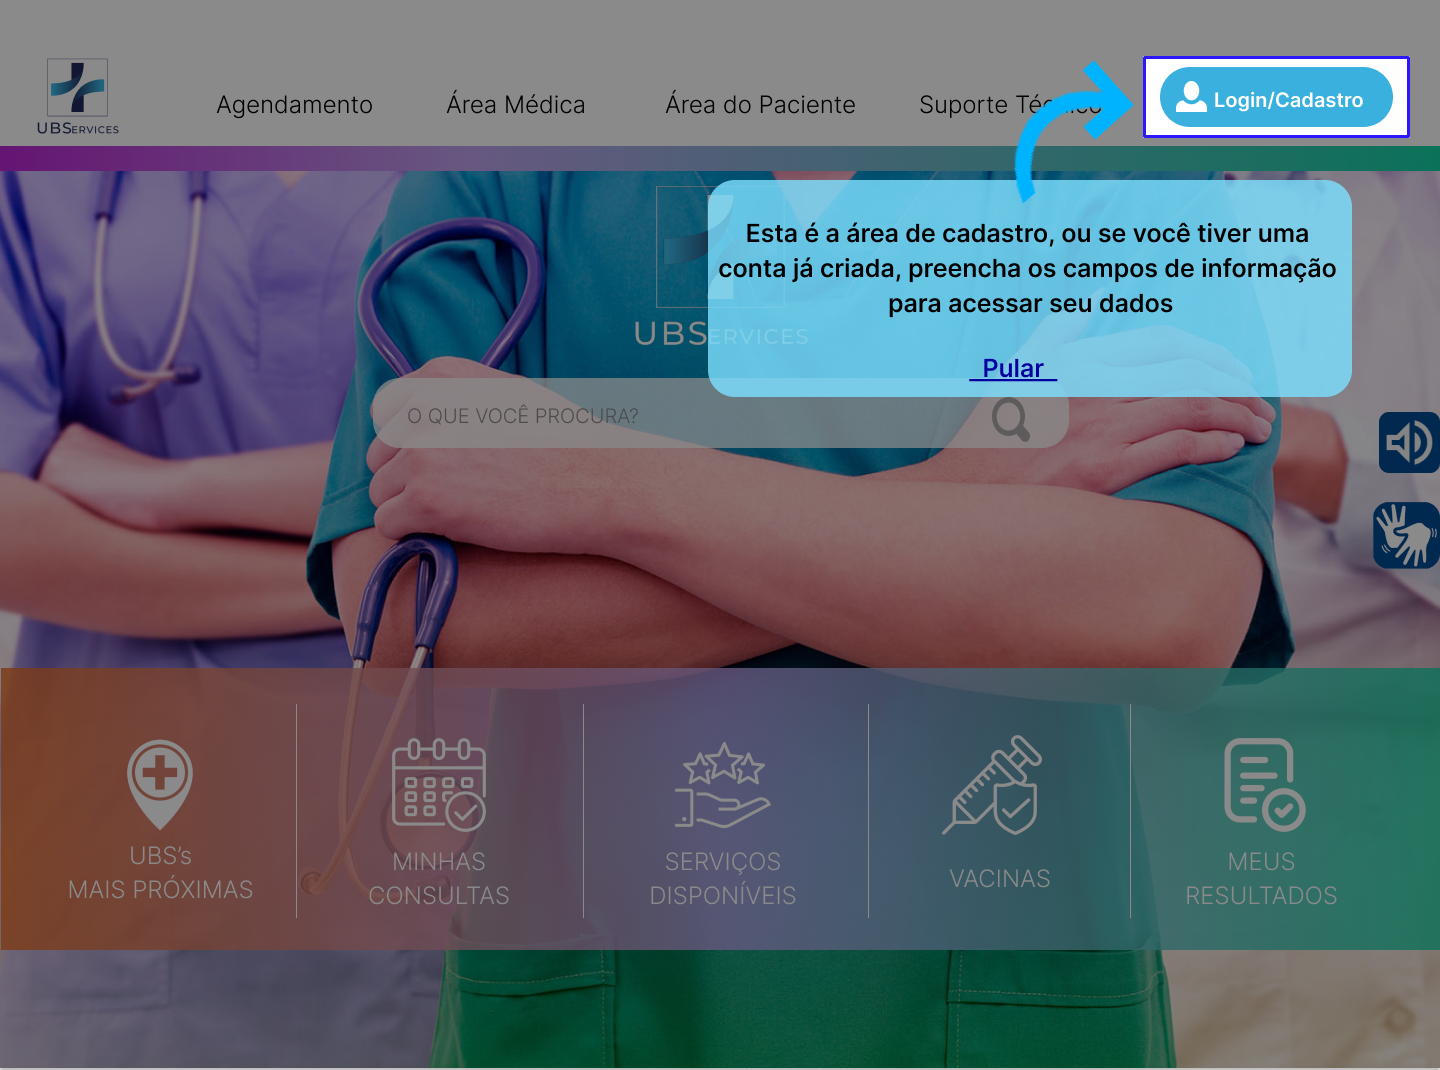 UBSERVICES
Agendamento
Área Médica
Área do Paciente
Suporte Técnico
Login/Cadastro
UBSERVICES
Esta é a área de cadastro, ou se você tiver uma
conta já criada, preencha os campos de informação
para acessar seu dados
Pular
O QUE VOCÊ PROCURA?
UBS’s
MAIS PRÓXIMAS
MINHAS
CONSULTAS
SERVIÇOS
DISPONÍVEIS
VACINAS
MEUS
RESULTADOS